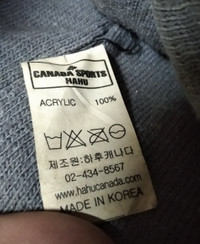 CANADA SPORTS
HAHU
ACRYLIC 100%
제조원:하후캐나다
02-434-8567
www.hahucanada.com
MADE IN KOREA